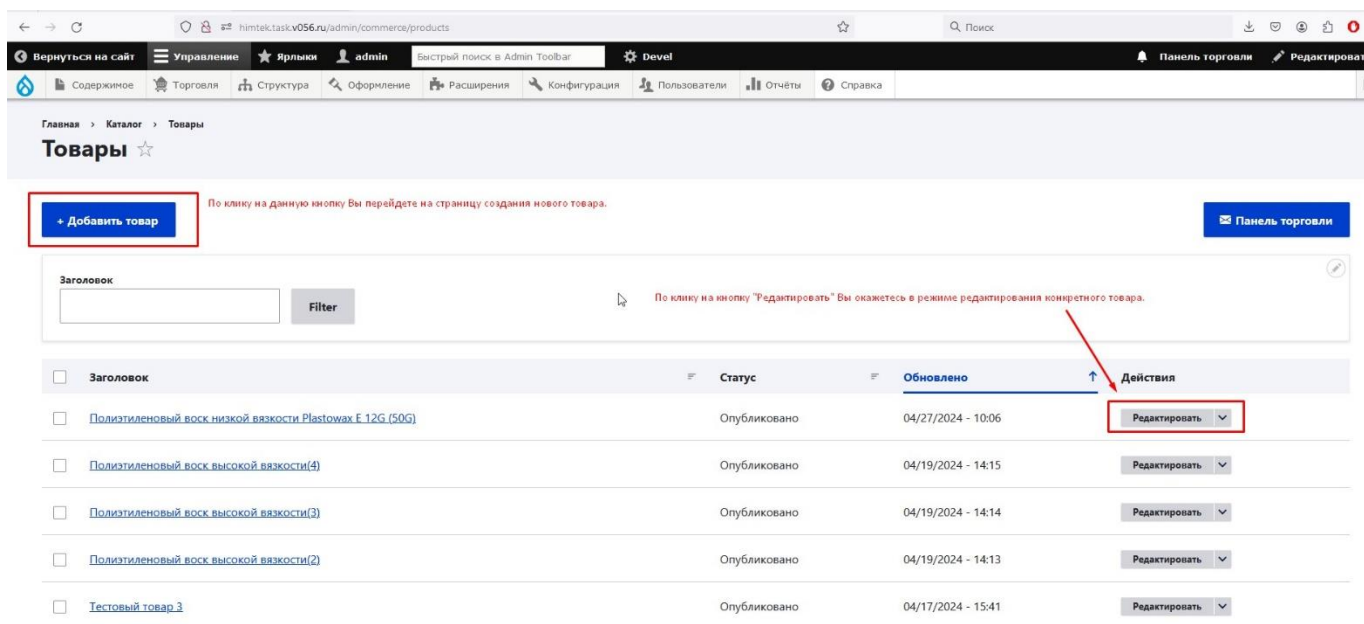 himtek.task.v056.ru/admin/commerce/products
Поиск
Вернуться на сайт Управление Ярлыки admin Быстрый поиск в Admin Toolbar Devel Панель торговли Редактироват
Содержимое Торговля Структура Оформление Расширения Конфигурация Пользователи Отчёты Справка
Главная › Каталог › Товары
Товары
По клику на данную кнопку Вы перейдете на страницу создания нового товара.
+ Добавить товар
Панель торговли
Заголовок
Filter
По клику на кнопку "Редактировать" Вы окажетесь в режиме редактирования конкретного товара.
Заголовок Статус Обновлено Действия
Полиэтиленовый воск низкой вязкости Plastowax E 12G (50G) Опубликовано 04/27/2024 - 10:06 Редактировать
Полиэтиленовый воск высокой вязкости(4) Опубликовано 04/19/2024 - 14:15 Редактировать
Полиэтиленовый воск высокой вязкости(3) Опубликовано 04/19/2024 - 14:14 Редактировать
Полиэтиленовый воск высокой вязкости(2) Опубликовано 04/19/2024 - 14:13 Редактировать
Тестовый товар 3 Опубликовано 04/17/2024 - 15:41 Редактировать